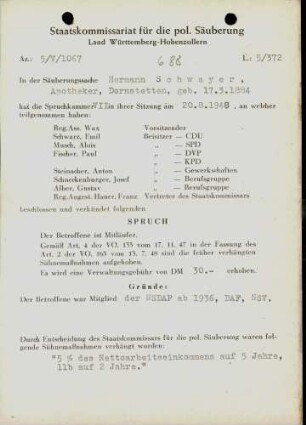 Staatskommissariat für die pol. Säuberung
Land Württemberg-Hohenzollern
Az.: 5/V/1067
688
L: 5/372
In der Säuberungssache Hermann Schweyer,
Apotheker, Dornstetten, geb. 17.3.1884
hat die Spruchkammer VII in ihrer Sitzung am 20.8.1948, an welcher
teilgenommen haben:
Reg.Ass. Wax Vorsitzender
Schwarz, Emil Beisitzer — CDU
Musch, Alois „ — SPD
Fischer, Paul „ — DVP
„ — KPD
Steimacher, Anton „ — Gewerkschaften
Schnorkenburger, Josef „ — Berufsgruppe
Alber, Gustav „ — Berufsgruppe
Reg.Angest. Hauer, Franz Vertreter des Staatskommissars
beschlossen und verkündet folgenden
SPRUCH
Der Betroffene ist Mitläufer.
Gemäß Art. 4 der VO. 133 vom 17. 11. 47 in der Fassung des
Art. 2 der VO. 165 vom 13. 7. 48 sind die früher verhängten
Sühnemaßnahmen aufgehoben.
Es wird eine Verwaltungsgebühr von DM 30.— erhoben.
Gründe:
Der Betroffene war Mitglied der NSDAP ab 1936, DAF, NSV.
Durch Entscheidung des Staatskommissars für die pol. Säuberung waren folgende
gende Sühnemaßnahmen verhängt worden:
"5 % des Nettoarbeitseinkommens auf 5 Jahre,
11b auf 2 Jahre."